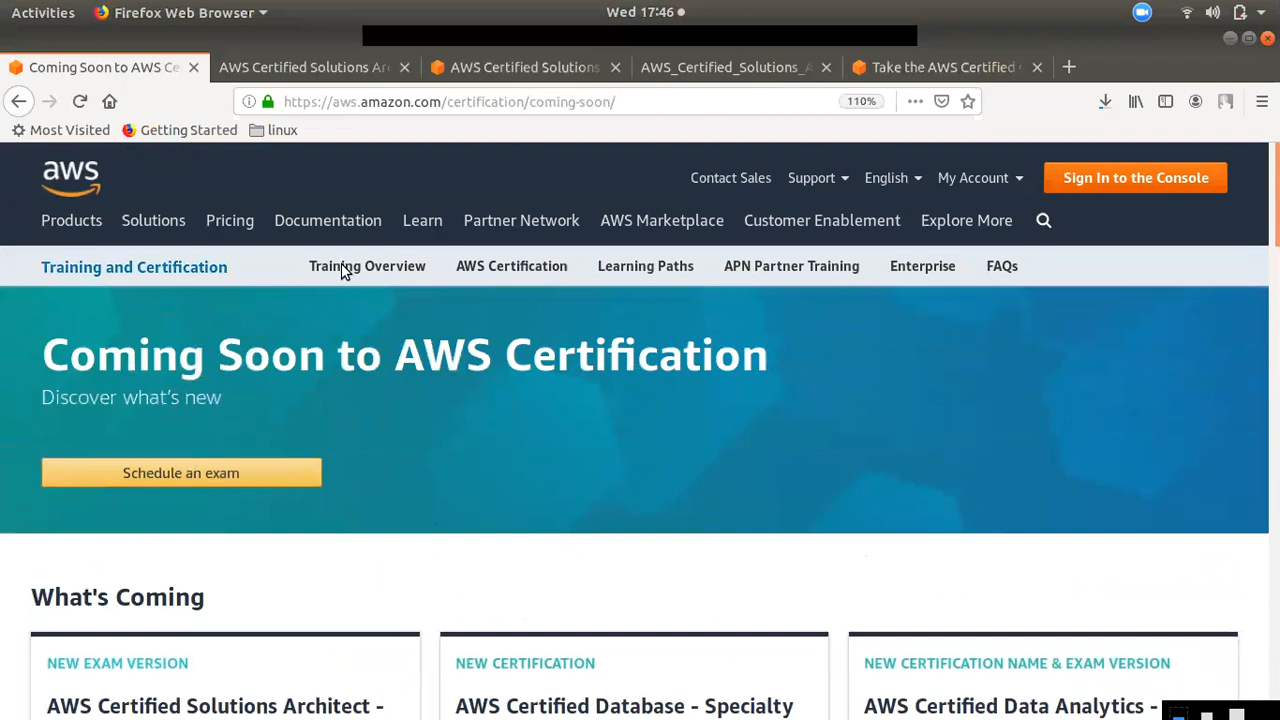 Activities Firefox Web Browser Wed 17:46
Coming Soon to AWS Ce AWS Certified Solutions Ar AWS Certified Solutions AWS_Certified_Solutions_A Take the AWS Certified
https://aws.amazon.com/certification/coming-soon/ 110%
Most Visited Getting Started linux
aws Contact Sales Support English My Account Sign In to the Console
Products Solutions Pricing Documentation Learn Partner Network AWS Marketplace Customer Enablement Explore More
Training and Certification Training Overview AWS Certification Learning Paths APN Partner Training Enterprise FAQs
Coming Soon to AWS Certification
Discover what's new
Schedule an exam
What's Coming
NEW EXAM VERSION NEW CERTIFICATION NEW CERTIFICATION NAME & EXAM VERSION
AWS Certified Solutions Architect - AWS Certified Database - Specialty AWS Certified Data Analytics -